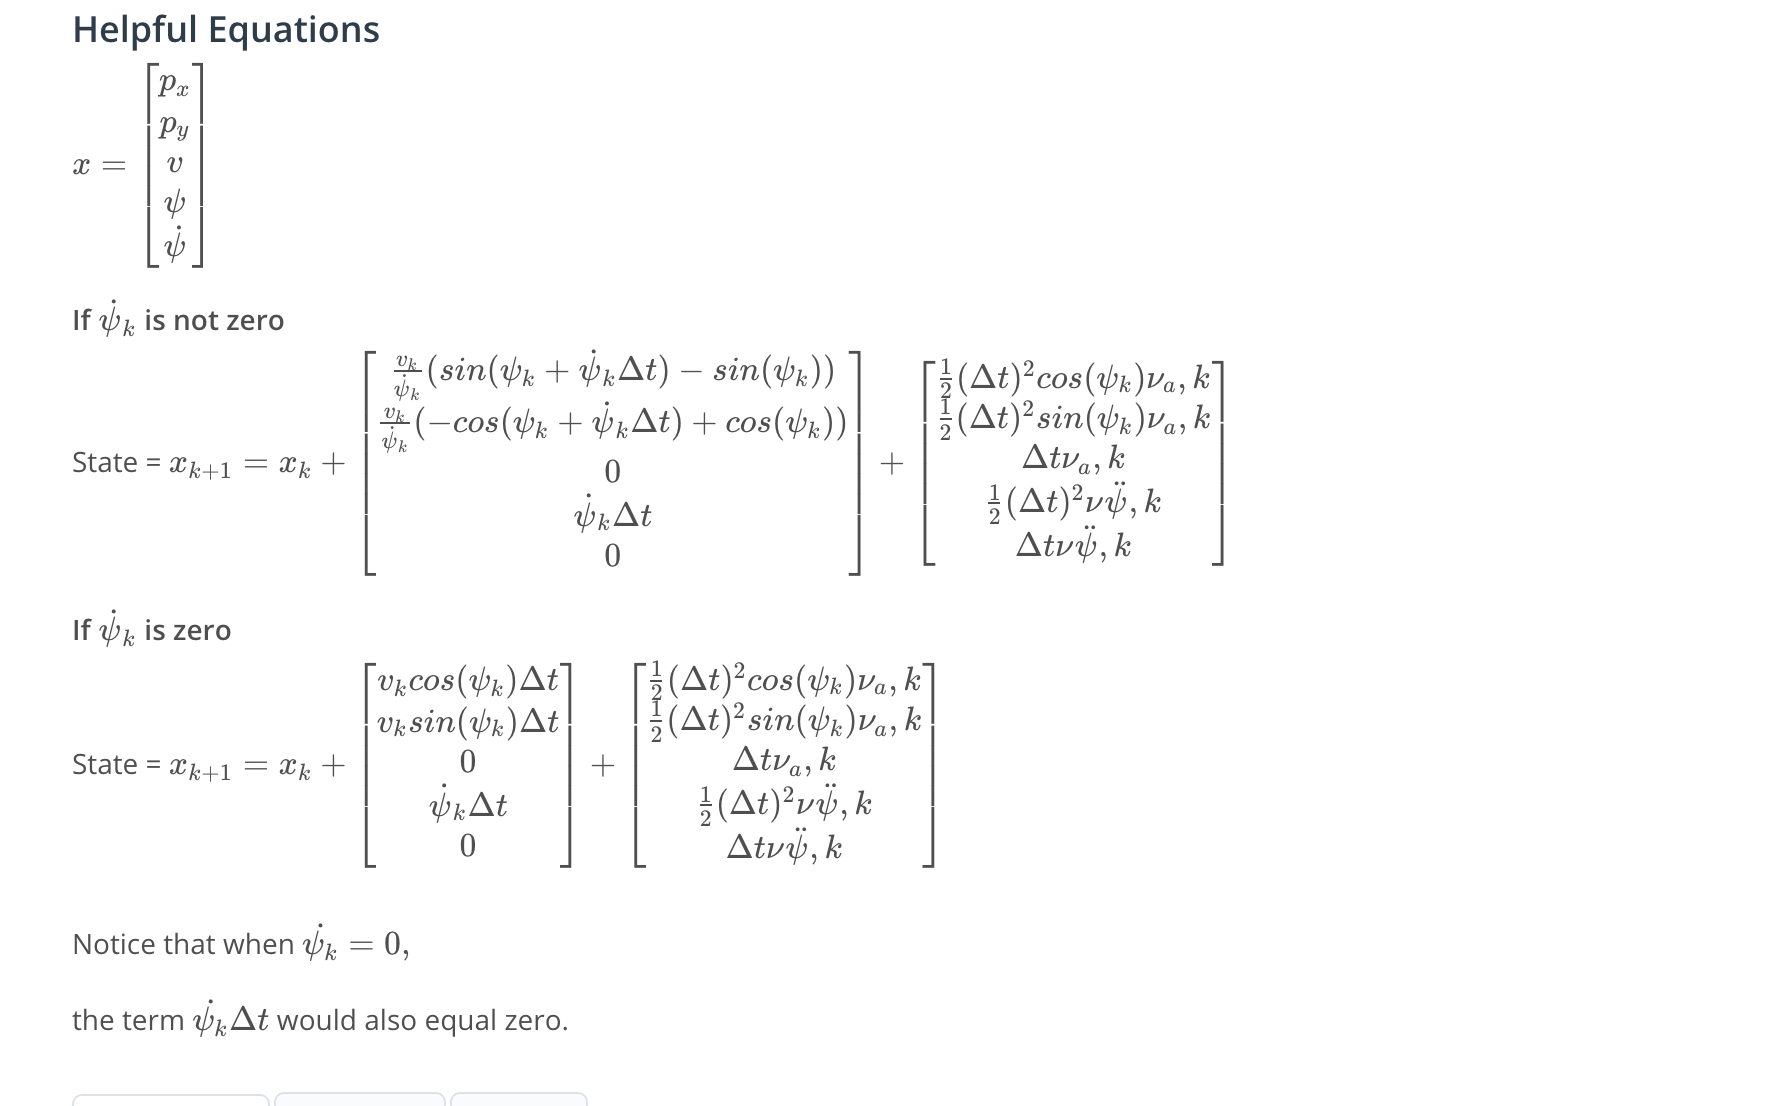 Helpful Equations
$x = \begin{bmatrix} p_x \\ p_y \\ v \\ \psi \\ \dot{\psi} \end{bmatrix}$
If $\dot{\psi}_k$ is not zero
State = $x_{k+1} = x_k + \begin{bmatrix} \frac{v_k}{\dot{\psi}_k}(sin(\psi_k + \dot{\psi}_k \Delta t) - sin(\psi_k)) \\ \frac{v_k}{\dot{\psi}_k}(-cos(\psi_k + \dot{\psi}_k \Delta t) + cos(\psi_k)) \\ 0 \\ \dot{\psi}_k \Delta t \\ 0 \end{bmatrix} + \begin{bmatrix} \frac{1}{2}(\Delta t)^2 cos(\psi_k) \nu_a, k \\ \frac{1}{2}(\Delta t)^2 sin(\psi_k) \nu_a, k \\ \Delta t \nu_a, k \\ \frac{1}{2}(\Delta t)^2 \nu \ddot{\psi}, k \\ \Delta t \nu \ddot{\psi}, k \end{bmatrix}$
If $\dot{\psi}_k$ is zero
State = $x_{k+1} = x_k + \begin{bmatrix} v_k cos(\psi_k) \Delta t \\ v_k sin(\psi_k) \Delta t \\ 0 \\ \dot{\psi}_k \Delta t \\ 0 \end{bmatrix} + \begin{bmatrix} \frac{1}{2}(\Delta t)^2 cos(\psi_k) \nu_a, k \\ \frac{1}{2}(\Delta t)^2 sin(\psi_k) \nu_a, k \\ \Delta t \nu_a, k \\ \frac{1}{2}(\Delta t)^2 \nu \ddot{\psi}, k \\ \Delta t \nu \ddot{\psi}, k \end{bmatrix}$
Notice that when $\dot{\psi}_k = 0$,
the term $\dot{\psi}_k \Delta t$ would also equal zero.